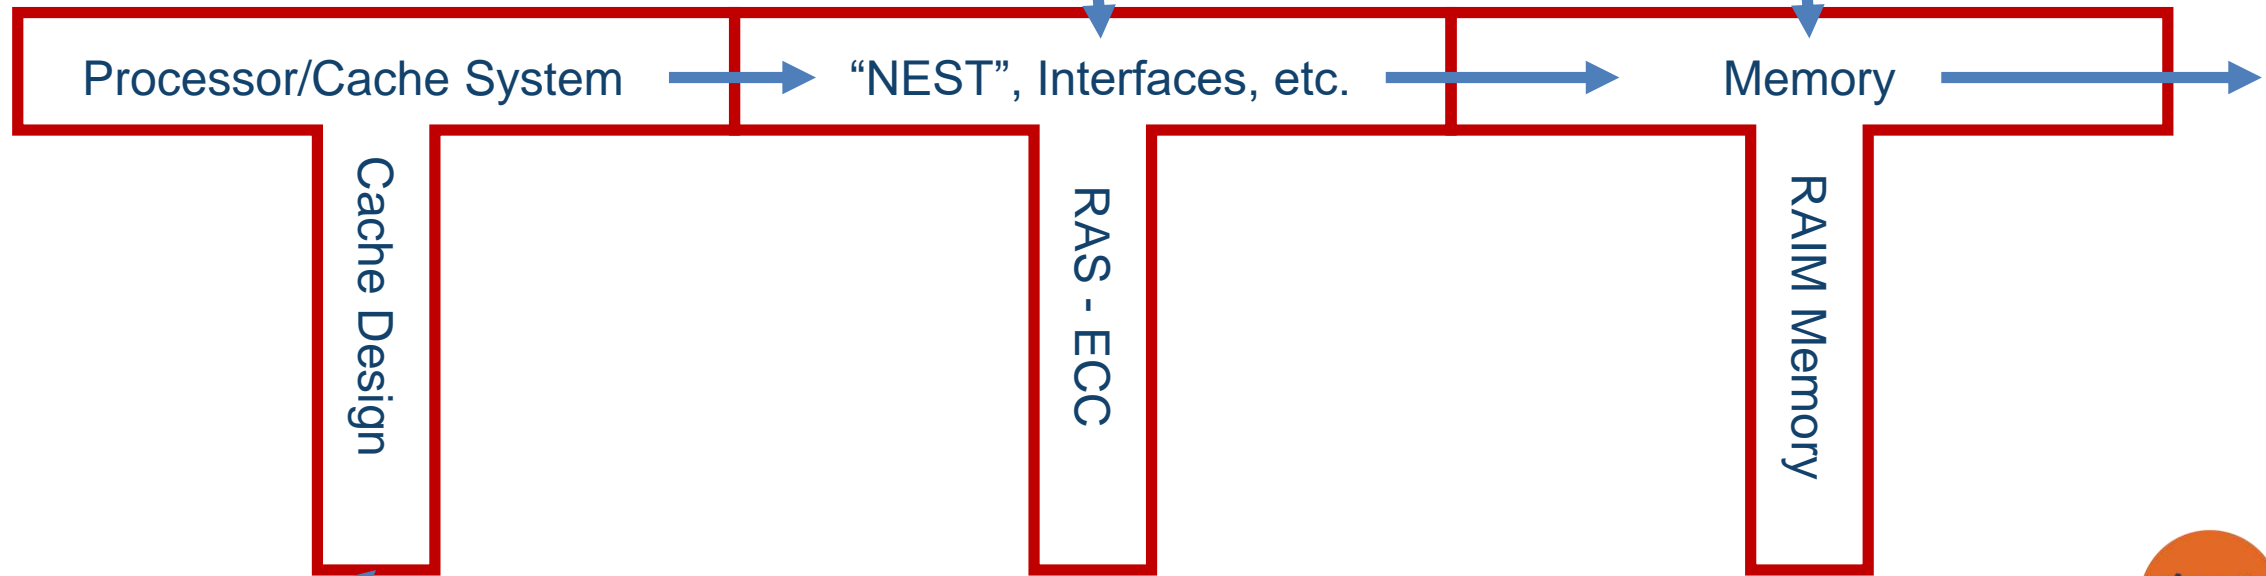 Processor/Cache System
“NEST”, Interfaces, etc.
Memory
Cache Design
RAS - ECC
RAIM Memory